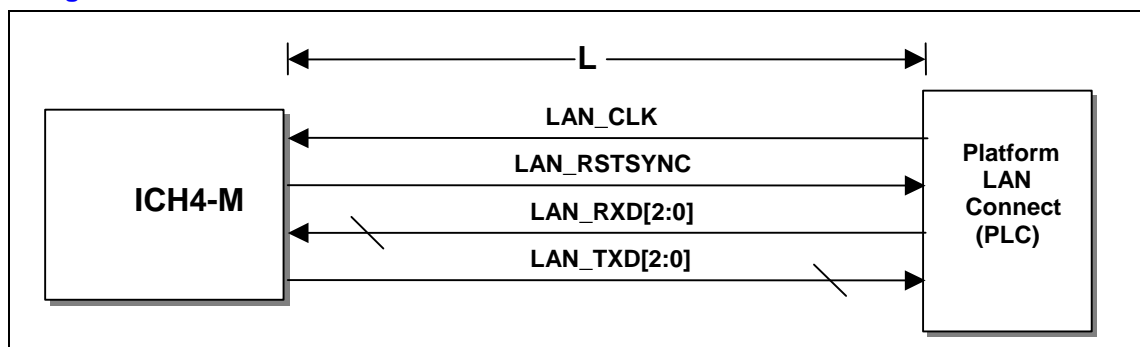 L
LAN_CLK
ICH4-M
LAN_RSTSYNC
LAN_RXD[2:0]
LAN_TXD[2:0]
Platform
LAN
Connect
(PLC)